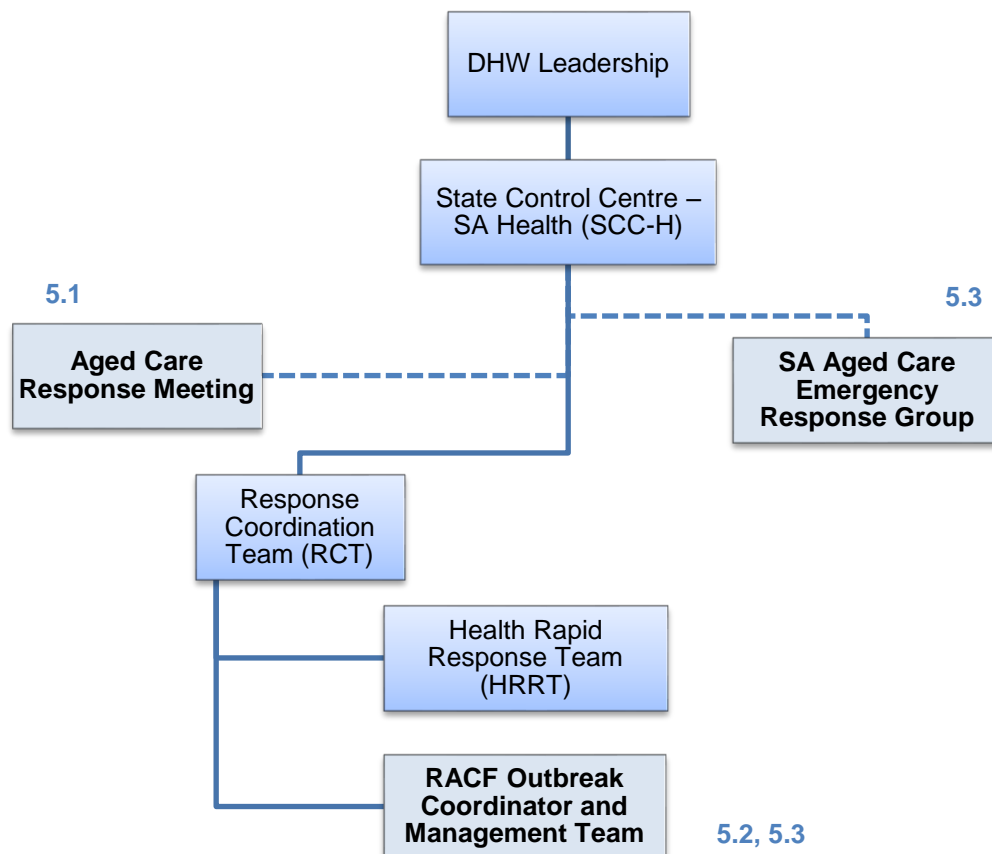 DHW Leadership
State Control Centre –
SA Health (SCC-H)
5.1
5.3
Aged Care
Response Meeting
SA Aged Care
Emergency
Response Group
Response
Coordination
Team (RCT)
Health Rapid
Response Team
(HRRT)
RACF Outbreak
Coordinator and
Management Team
5.2, 5.3